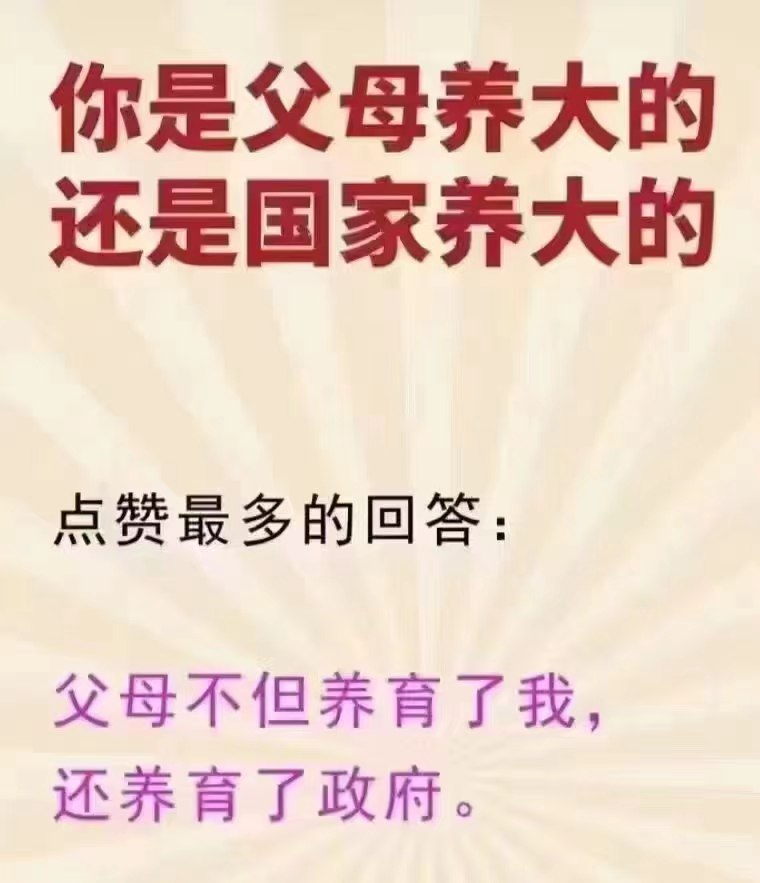 你是父母养大的
还是国家养大的
点赞最多的回答：
父母不但养育了我，
还养育了政府。